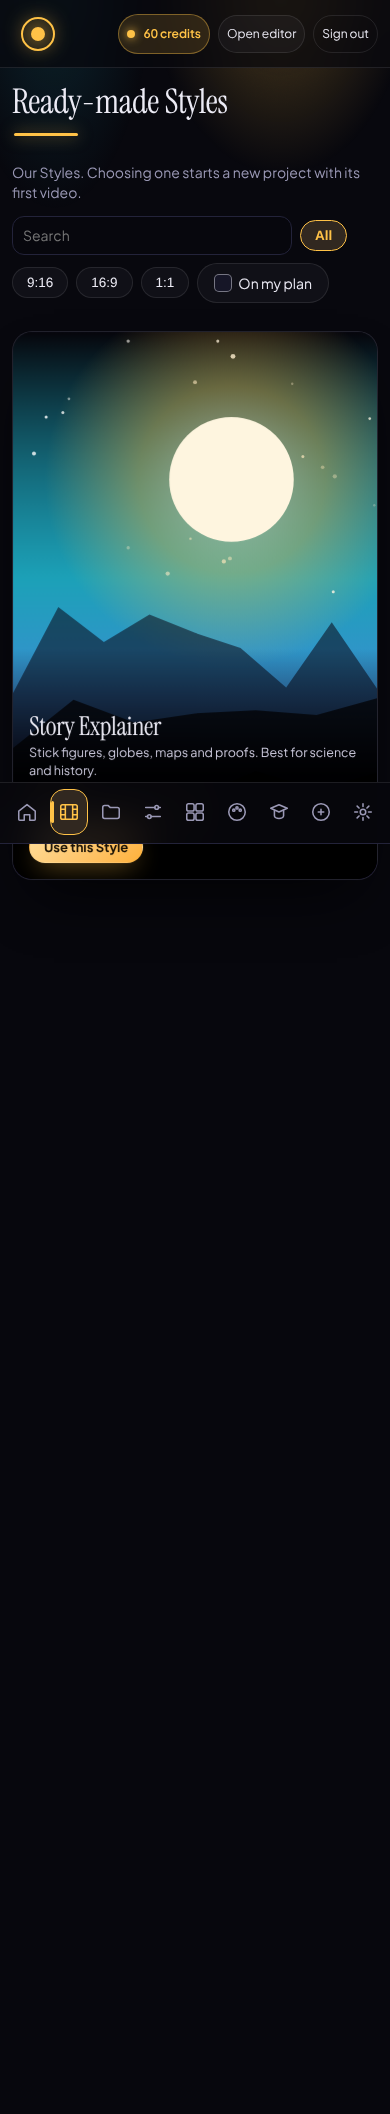 60 credits
Open editor
Sign out
Ready-made Styles
Our Styles. Choosing one starts a new project with its
first video.
Search
All
9:16
16:9
1:1
On my plan
Story Explainer
Stick figures, globes, maps and proofs. Best for science
and history.
Use this Style